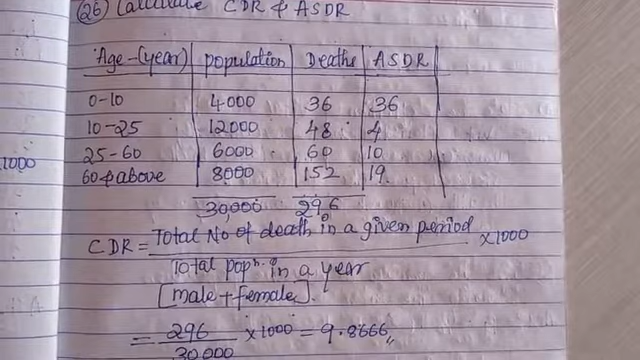 (26) Calculate CDR & ASDR
Age-(year) population Deaths ASDR
0-10 4000 36 36
10-25 12000 48 4
25-60 6000 60 10
60 & above 8000 152 19
30,000 296
1000
CDR = Total No of death in a given period ×1000
Total popⁿ in a year
[male + Female].
= 296 ×1000 = 9.8666,,
30,000